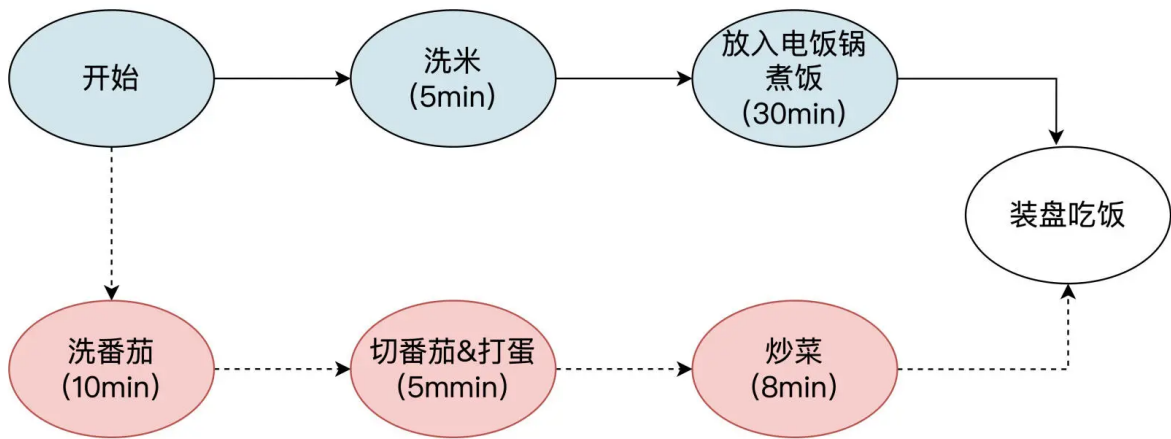 开始
洗米
(5min)
放入电饭锅
煮饭
(30min)
装盘吃饭
洗番茄
(10min)
切番茄&打蛋
(5mmin)
炒菜
(8min)